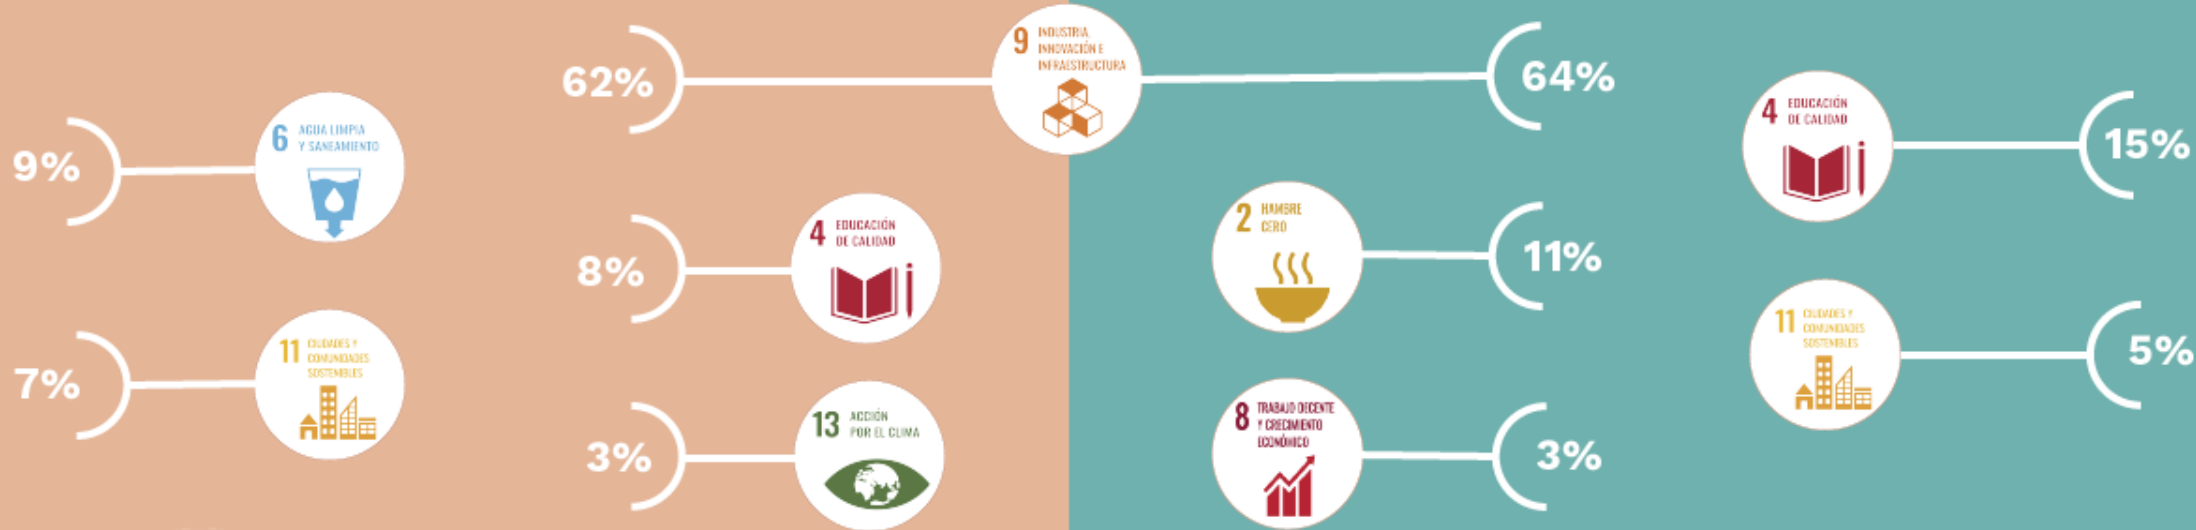 9%
6 AGUA LIMPIA
Y SANEAMIENTO
7%
11 CIUDADES Y
COMUNIDADES
SOSTENIBLES
62%
9 INDUSTRIA,
INNOVACIÓN E
INFRAESTRUCTURA
64%
8%
4 EDUCACIÓN
DE CALIDAD
3%
13 ACCIÓN
POR EL CLIMA
2 HAMBRE
CERO
11%
8 TRABAJO DECENTE
Y CRECIMIENTO
ECONÓMICO
3%
4 EDUCACIÓN
DE CALIDAD
15%
11 CIUDADES Y
COMUNIDADES
SOSTENIBLES
5%